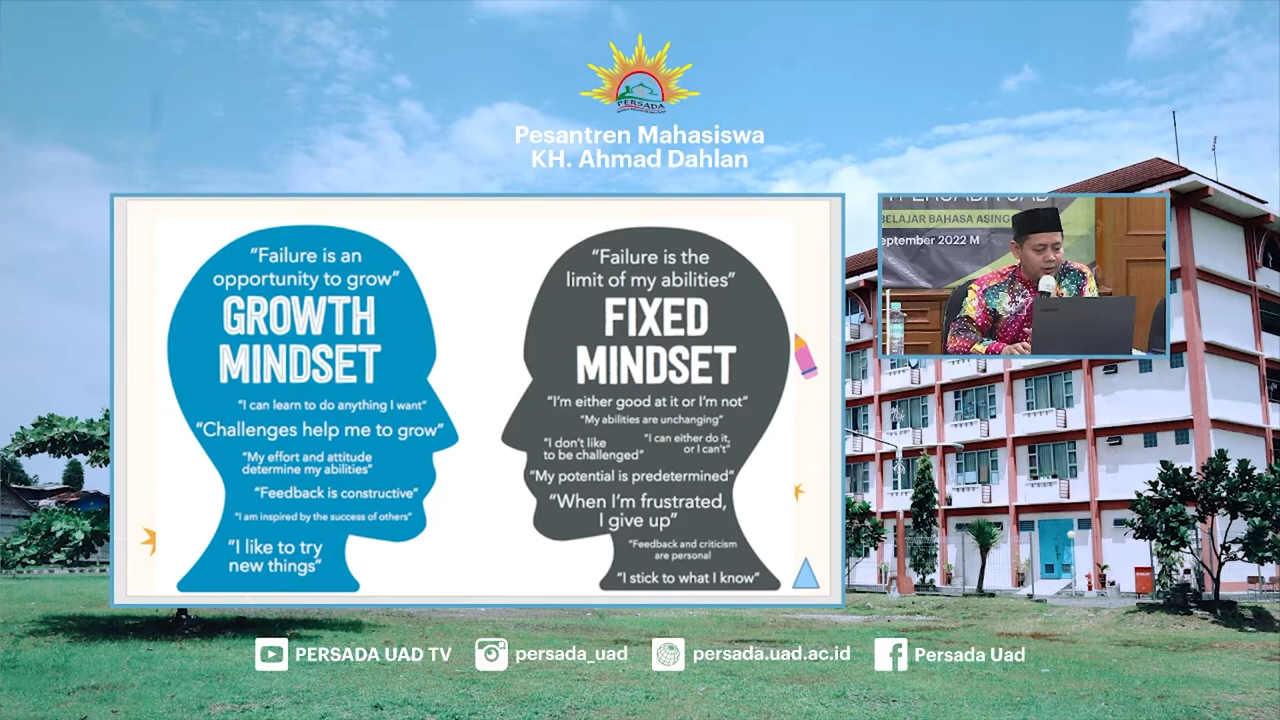 PERSADA
Pesantren Mahasiswa
KH. Ahmad Dahlan
“Failure is an
opportunity to grow”
GROWTH
MINDSET
“I can learn to do anything I want”
“Challenges help me to grow”
“My effort and attitude
determine my abilities”
“Feedback is constructive”
“I am inspired by the success of others”
“I like to try
new things”
“Failure is the
limit of my abilities”
FIXED
MINDSET
“I’m either good at it or I’m not”
“My abilities are unchanging”
“I don’t like
to be challenged”
“I can either do it,
or I can’t”
“My potential is predetermined”
“When I’m frustrated,
I give up”
“Feedback and criticism
are personal
“I stick to what I know”
PERSADA UAD
BELAJAR BAHASA ASING
eptember 2022 M
PERSADA UAD TV
persada_uad
persada.uad.ac.id
Persada Uad